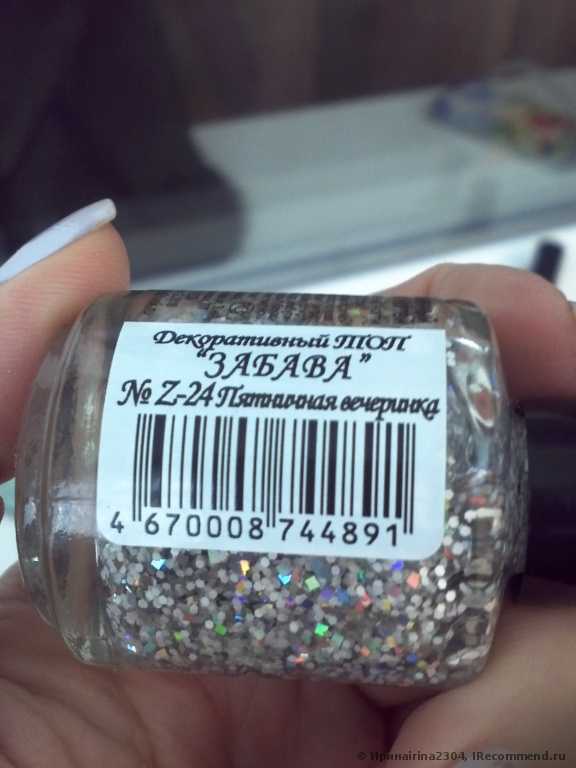 Декоративный ТОП
"ЗАБАВА"
№ Z-24 Пятничная вечеринка
4 670008 744891
© Иринаirina2304, IRecommend.ru